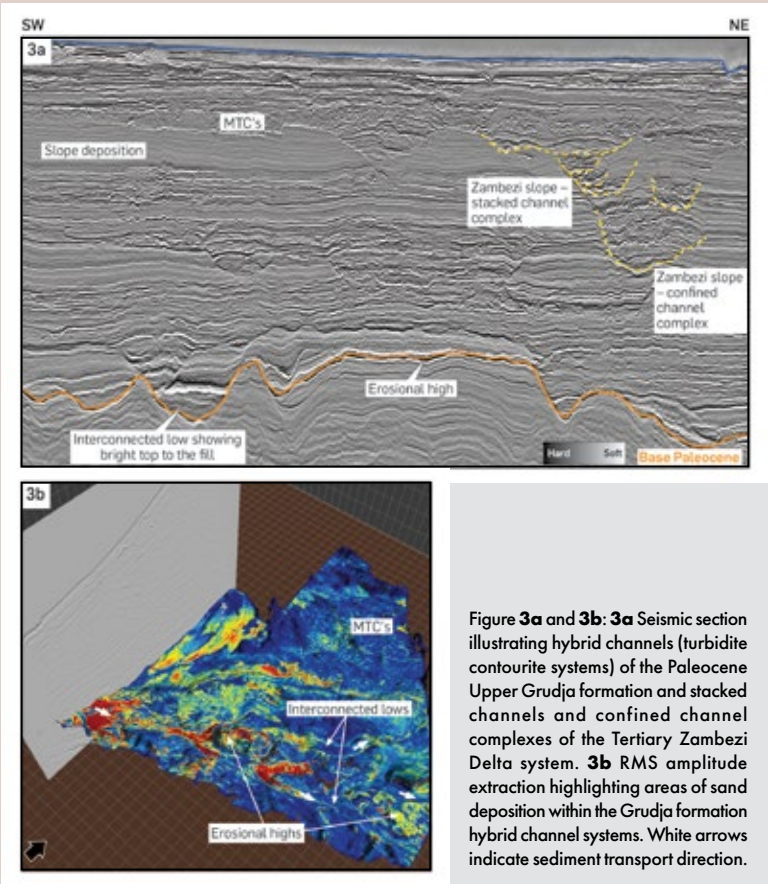 SW
NE
3a
MTC's
Slope deposition
Zambezi slope –
stacked channel
complex
Zambezi slope
– confined
channel
complex
Erosional high
Interconnected low showing
bright top to the fill
Hard
Soft
Base Paleocene
3b
MTC's
Interconnected lows
Erosional highs
Figure 3a and 3b: 3a Seismic section
illustrating hybrid channels (turbidite
contourite systems) of the Paleocene
Upper Grudja formation and stacked
channels and confined channel
complexes of the Tertiary Zambezi
Delta system. 3b RMS amplitude
extraction highlighting areas of sand
deposition within the Grudja formation
hybrid channel systems. White arrows
indicate sediment transport direction.